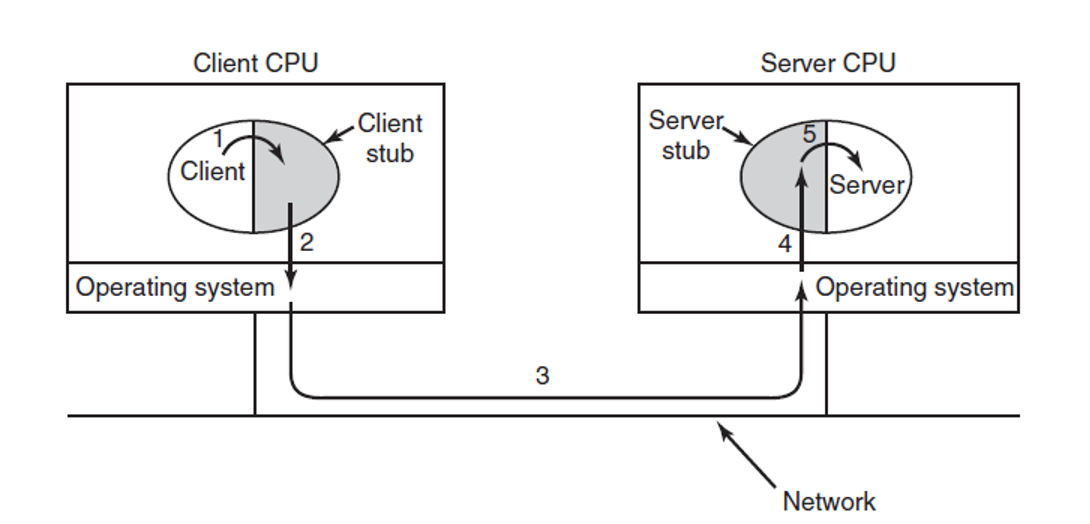 Client CPU
Server CPU
1
Client
Client
stub
2
Operating system
Server
stub
5
Server
4
Operating system
3
Network